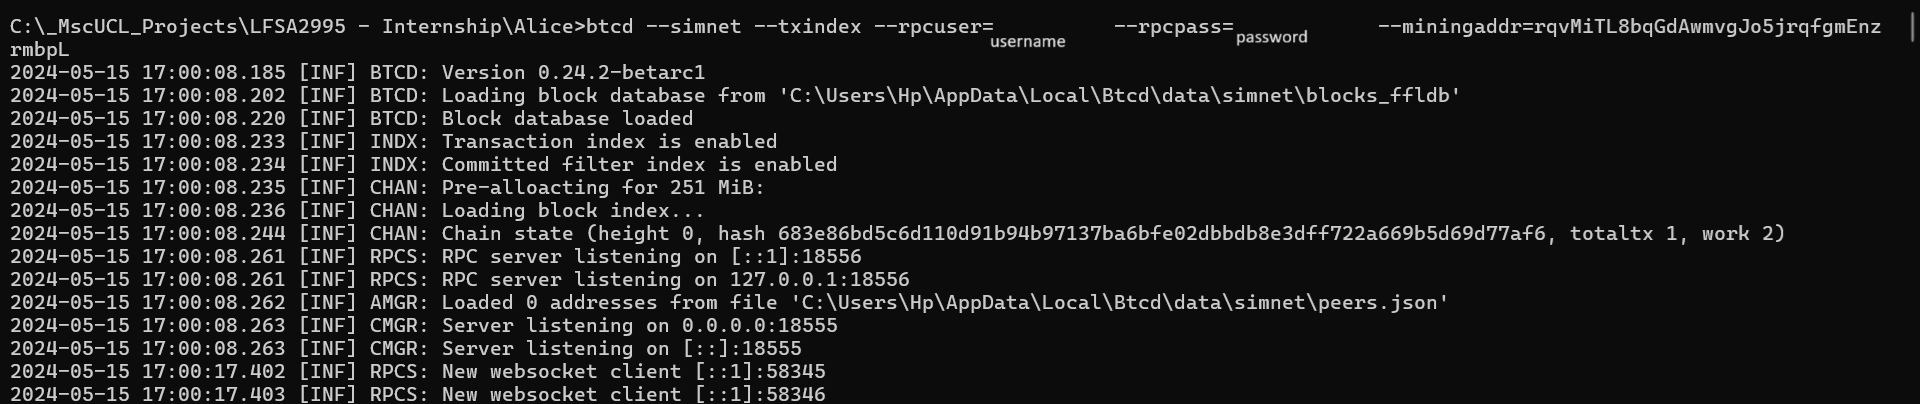 C:\_MscUCL_Projects\LFSA2995 - Internship\Alice>btcd --simnet --txindex --rpcuser=username --rpcpass=password --miningaddr=rqvMiTL8bqGdAwmvgJo5jrqfgmEnz
rmbpL
2024-05-15 17:00:08.185 [INF] BTCD: Version 0.24.2-betarc1
2024-05-15 17:00:08.202 [INF] BTCD: Loading block database from 'C:\Users\Hp\AppData\Local\Btcd\data\simnet\blocks_ffldb'
2024-05-15 17:00:08.220 [INF] BTCD: Block database loaded
2024-05-15 17:00:08.233 [INF] INDX: Transaction index is enabled
2024-05-15 17:00:08.234 [INF] INDX: Committed filter index is enabled
2024-05-15 17:00:08.235 [INF] CHAN: Pre-alloacting for 251 MiB:
2024-05-15 17:00:08.236 [INF] CHAN: Loading block index...
2024-05-15 17:00:08.244 [INF] CHAN: Chain state (height 0, hash 683e86bd5c6d110d91b94b97137ba6bfe02dbbdb8e3dff722a669b5d69d77af6, totaltx 1, work 2)
2024-05-15 17:00:08.261 [INF] RPCS: RPC server listening on [::1]:18556
2024-05-15 17:00:08.261 [INF] RPCS: RPC server listening on 127.0.0.1:18556
2024-05-15 17:00:08.262 [INF] AMGR: Loaded 0 addresses from file 'C:\Users\Hp\AppData\Local\Btcd\data\simnet\peers.json'
2024-05-15 17:00:08.263 [INF] CMGR: Server listening on 0.0.0.0:18555
2024-05-15 17:00:08.263 [INF] CMGR: Server listening on [::]:18555
2024-05-15 17:00:17.402 [INF] RPCS: New websocket client [::1]:58345
2024-05-15 17:00:17.403 [INF] RPCS: New websocket client [::1]:58346